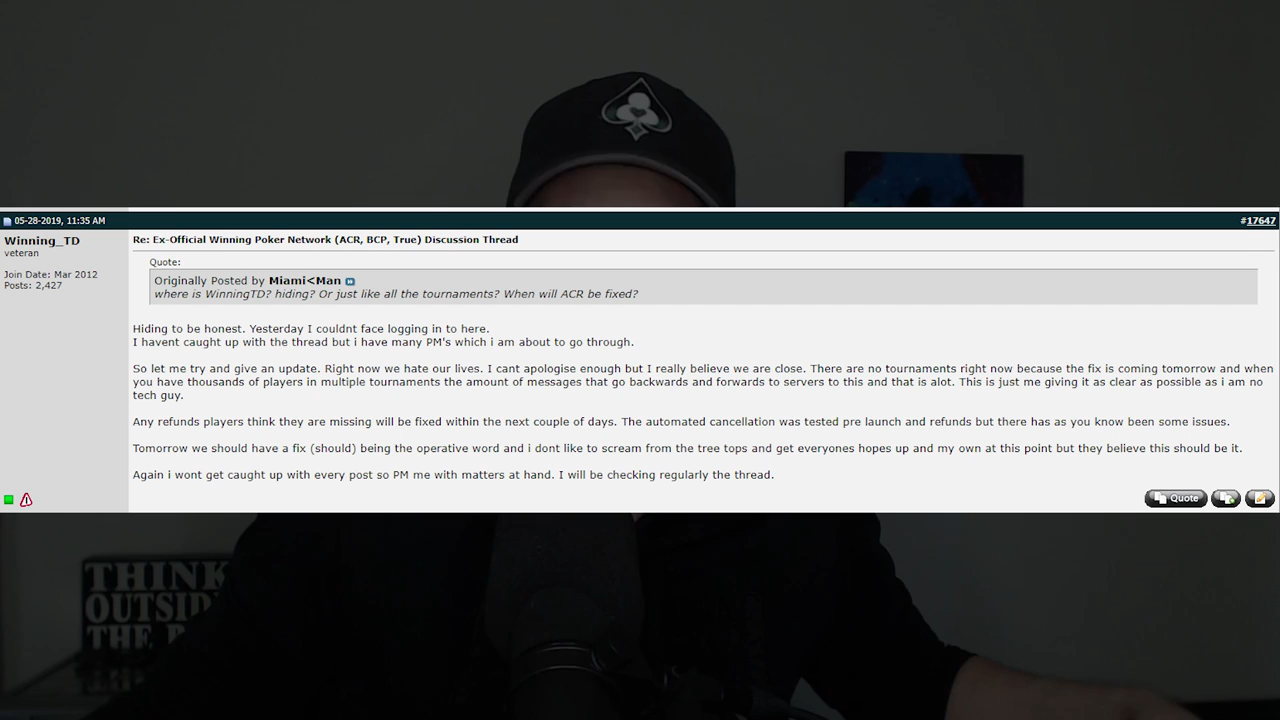 05-28-2019, 11:35 AM
#17647
Winning_TD
veteran
Join Date: Mar 2012
Posts: 2,427
Re: Ex-Official Winning Poker Network (ACR, BCP, True) Discussion Thread
Quote:
Originally Posted by Miami<Man
where is WinningTD? hiding? Or just like all the tournaments? When will ACR be fixed?
Hiding to be honest. Yesterday I couldnt face logging in to here.
I havent caught up with the thread but i have many PM's which i am about to go through.
So let me try and give an update. Right now we hate our lives. I cant apologise enough but I really believe we are close. There are no tournaments right now because the fix is coming tomorrow and when
you have thousands of players in multiple tournaments the amount of messages that go backwards and forwards to servers to this and that is alot. This is just me giving it as clear as possible as i am no
tech guy.
Any refunds players think they are missing will be fixed within the next couple of days. The automated cancellation was tested pre launch and refunds but there has as you know been some issues.
Tomorrow we should have a fix (should) being the operative word and i dont like to scream from the tree tops and get everyones hopes up and my own at this point but they believe this should be it.
Again i wont get caught up with every post so PM me with matters at hand. I will be checking regularly the thread.
Quote
THINK
OUTSID
THE B